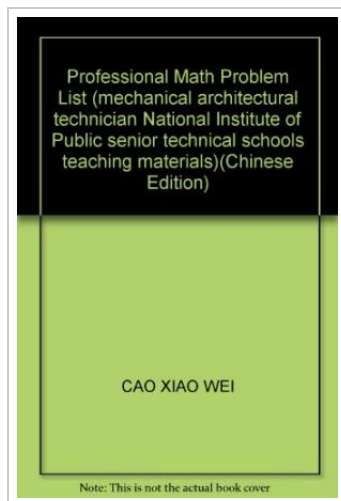 Professional Math Problem
List (mechanical architectural
technician National Institute of
Public senior technical schools
teaching materials)(Chinese
Edition)
CAO XIAO WEI
Note: This is not the actual book cover